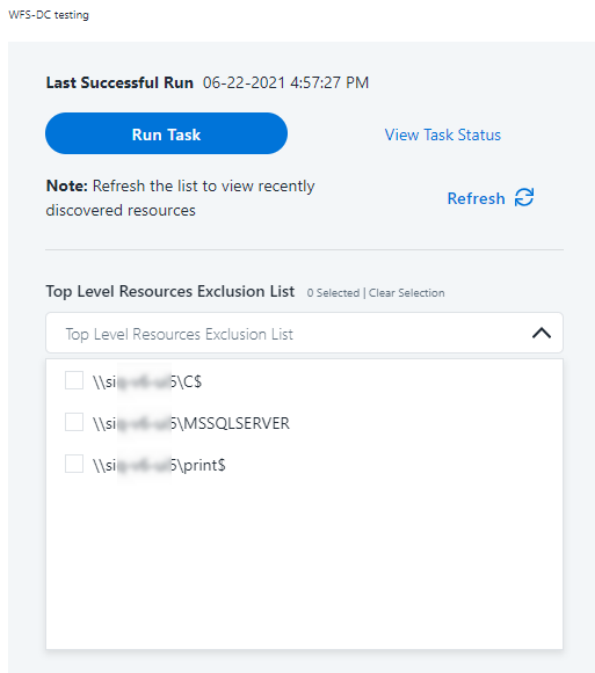 WFS-DC testing
Last Successful Run 06-22-2021 4:57:27 PM
Run Task
View Task Status
Note: Refresh the list to view recently
discovered resources
Refresh
Top Level Resources Exclusion List 0 Selected | Clear Selection
Top Level Resources Exclusion List
\\si 5\C$
\\si 5\MSSQLSERVER
\\si 5\print$